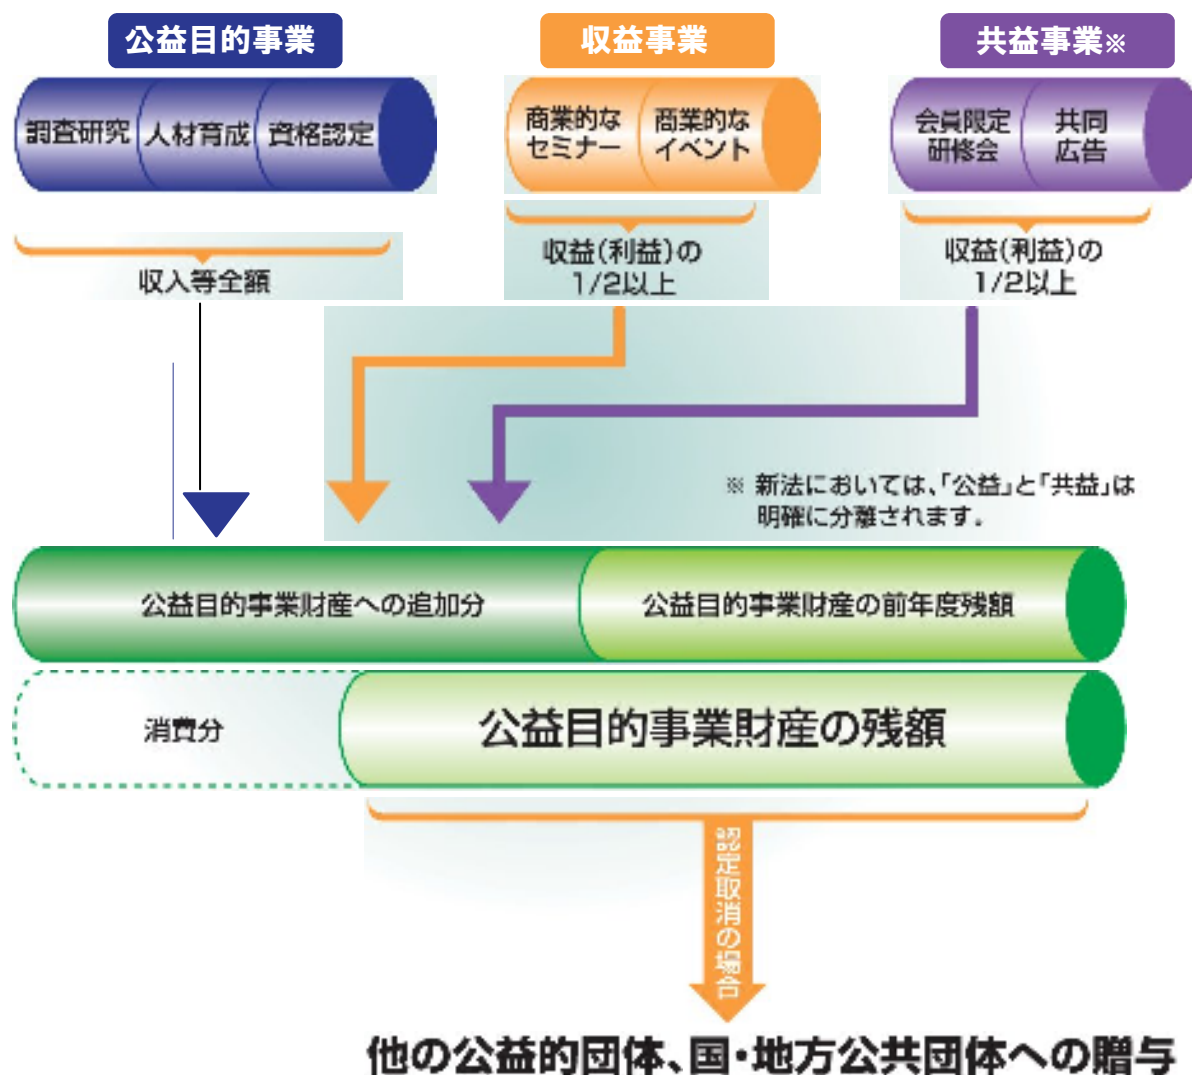 公益目的事業
収益事業
共益事業※
調査研究
人材育成
資格認定
商業的な
セミナー
商業的な
イベント
会員限定
研修会
共同
広告
収入等全額
収益(利益)の
1/2以上
収益(利益)の
1/2以上
※ 新法においては、「公益」と「共益」は
明確に分離されます。
公益目的事業財産への追加分
公益目的事業財産の前年度残額
消費分
公益目的事業財産の残額
認定取消の場合
他の公益的団体、国・地方公共団体への贈与